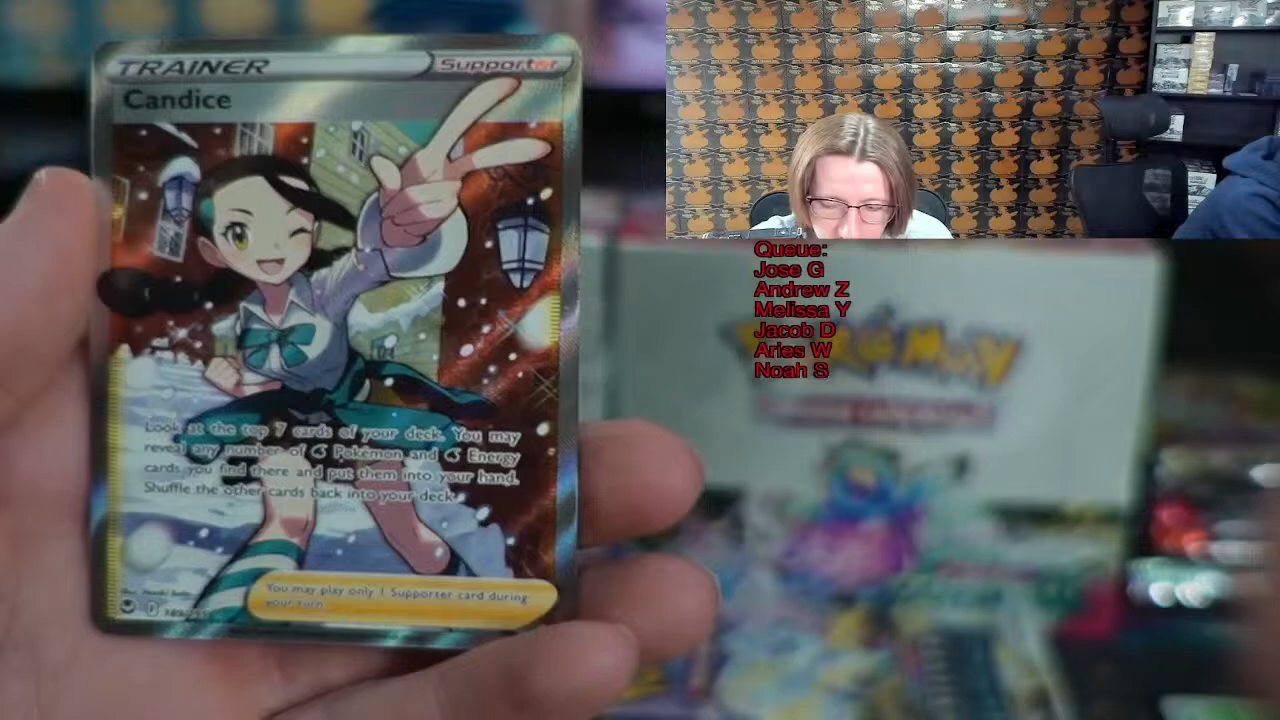 TRAINER
Supporter
Candice
Look at the top 7 cards of your deck. You may
reveal any number of Pokémon and Energy
cards you find there and put them into your hand.
Shuffle the other cards back into your deck.
You may play only 1 Supporter card during
your turn.
Queue:
Jose G
Andrew Z
Melissa Y
Jacob D
Aries W
Noah S
Pokémon